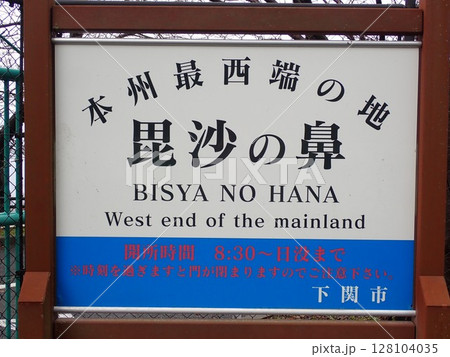 本州最西端の地
毘沙の鼻
BISYA NO HANA
West end of the mainland
開所時間 8:30～日没まで
※時刻を過ぎますと門が閉まりますのでご注意下さい。
下関市
pixta.jp - 128104035